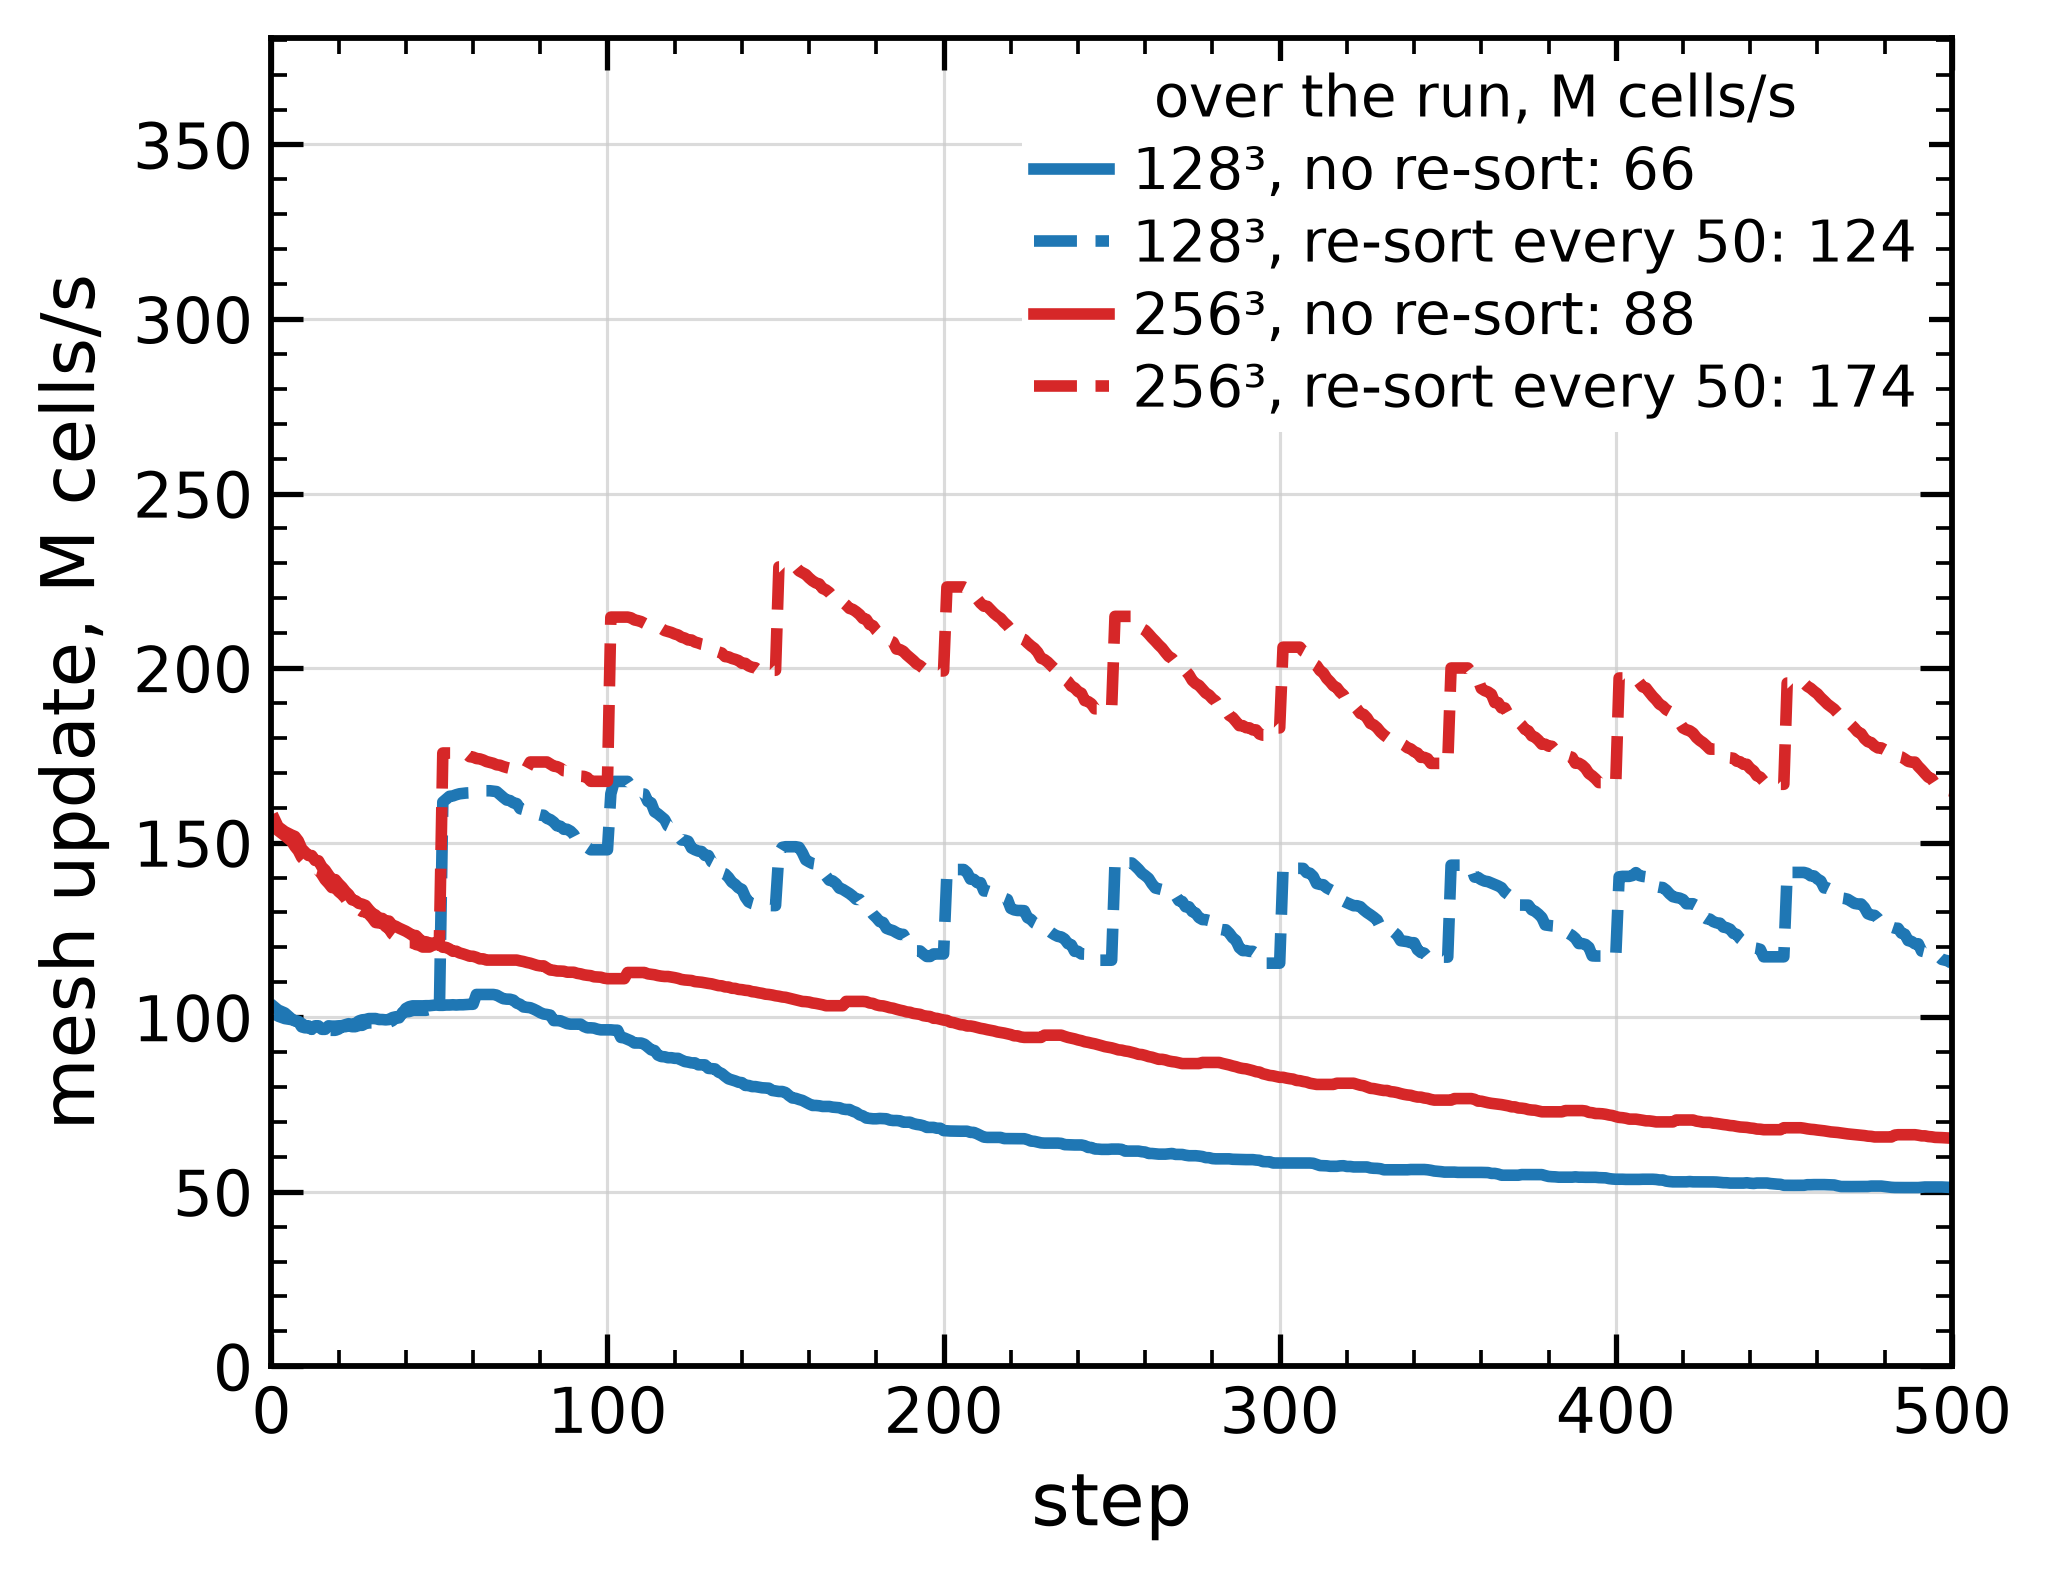 over the run, M cells/s
128³, no re-sort: 66
128³, re-sort every 50: 124
256³, no re-sort: 88
256³, re-sort every 50: 174
mesh update, M cells/s
350
300
250
200
150
100
50
0
0 100 200 300 400 500
step